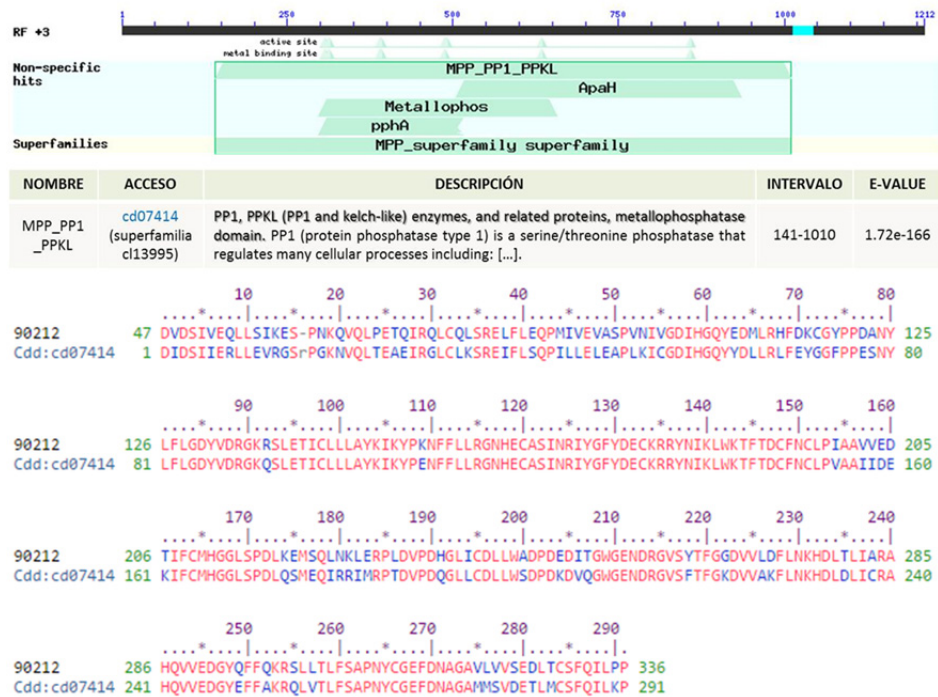 1 250 500 750 1000 1212
RF +3
active site
metal binding site
Non-specific hits
MPP_PP1_PPKL
ApaH
Metallophos
pphA
Superfamilies
MPP_superfamily superfamily
NOMBRE ACCESO DESCRIPCIÓN INTERVALO E-VALUE
MPP_PP1_PPKL cd07414 (superfamilia cl13995) PP1, PPKL (PP1 and kelch-like) enzymes, and related proteins, metallophosphatase domain. PP1 (protein phosphatase type 1) is a serine/threonine phosphatase that regulates many cellular processes including: […]. 141-1010 1.72e-166
10 20 30 40 50 60 70 80
....*....|....*....|....*....|....*....|....*....|....*....|....*....|....*....|
90212 47 DVDSIVEQLLSIKES-PNKQVQLPETQIRQLCQLSRELFLEQPMIVEVASPVNIVGDIHGQYEDMLRHFDKCGYPPDANY 125
Cdd:cd07414 1 DIDSIIERLLEVRGSrPGKNVQLTEAEIRGLCLKSREIFLSQPILLELEAPLKICGDIHGQYYDLLRLFEYGGFPPESNY 80
90 100 110 120 130 140 150 160
....*....|....*....|....*....|....*....|....*....|....*....|....*....|....*....|
90212 126 LFLGDYVDRGKRSLETICLLLAYKIKYPKNFFLLRGNHECASINRIYGFYDECKRRYNIKLWKTFTDCFNCLPIAAVVED 205
Cdd:cd07414 81 LFLGDYVDRGKQSLETICLLLAYKIKYPENFFLLRGNHECASINRIYGFYDECKRRYNIKLWKTFTDCFNCLPVAAIIDE 160
170 180 190 200 210 220 230 240
....*....|....*....|....*....|....*....|....*....|....*....|....*....|....*....|
90212 206 TIFCMHGGLSPDLKEMSQLNKLERPLDVPDHGLICDLLWADPDEDITGWGENDRGVSYTFGGDVVLDFLNKHDLTLIARA 285
Cdd:cd07414 161 KIFCMHGGLSPDLQSMEQIRRIMRPTDVPDQGLLCDLLWSDPDKDVQGWGENDRGVSFTFGKDVVAKFLNKHDLDLICRA 240
250 260 270 280 290
....*....|....*....|....*....|....*....|....*....|.
90212 286 HQVVEDGYQFFQKRSLLTLFSAPNYCGEFDNAGAVLVVSEDLTCSFQILPP 336
Cdd:cd07414 241 HQVVEDGYEFFAKRQLVTLFSAPNYCGEFDNAGAMMSVDETLMCSFQILKP 291